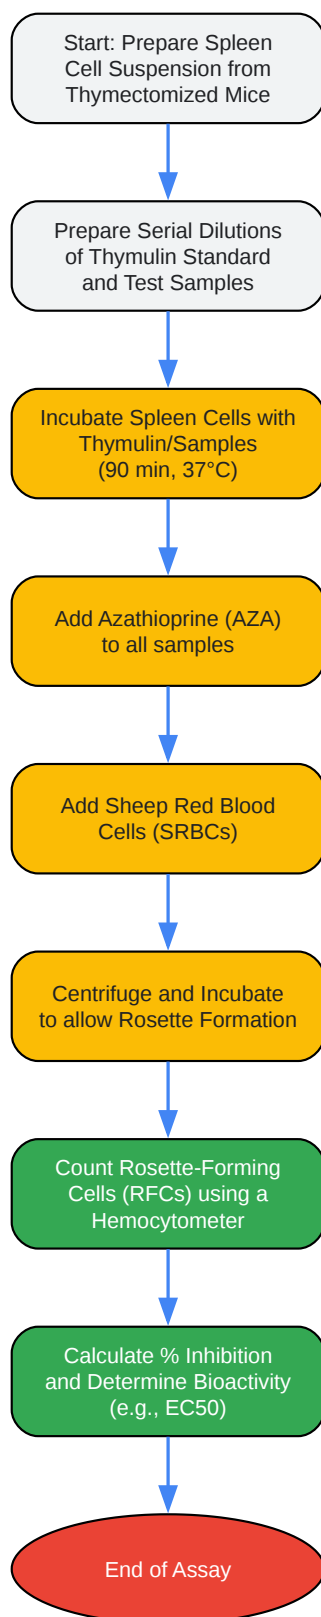 Start: Prepare Spleen
Cell Suspension from
Thymectomized Mice
Prepare Serial Dilutions
of Thymulin Standard
and Test Samples
Incubate Spleen Cells with
Thymulin/Samples
(90 min, 37°C)
Add Azathioprine (AZA)
to all samples
Add Sheep Red Blood
Cells (SRBCs)
Centrifuge and Incubate
to allow Rosette Formation
Count Rosette-Forming
Cells (RFCs) using a
Hemocytometer
Calculate % Inhibition
and Determine Bioactivity
(e.g., EC50)
End of Assay